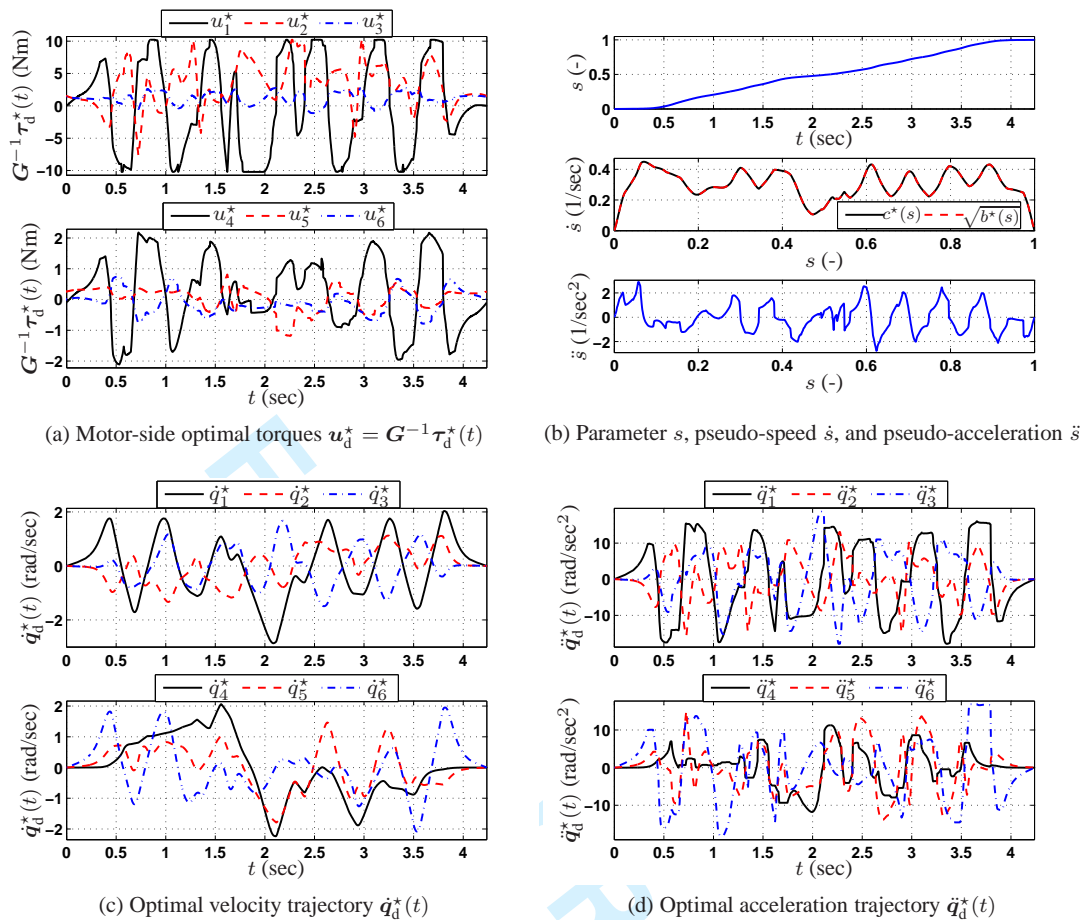 u₁* u₂* u₃*
G⁻¹τ_d*(t) (Nm)
10
5
0
−5
−10
0 0.5 1 1.5 2 2.5 3 3.5 4
u₄* u₅* u₆*
G⁻¹τ_d*(t) (Nm)
2
1
0
−1
−2
0 0.5 1 1.5 2 2.5 3 3.5 4
t (sec)
(a) Motor-side optimal torques u_d* = G⁻¹τ_d*(t)
s (-)
1
0.5
0
0 0.5 1 1.5 2 2.5 3 3.5 4
t (sec)
ṡ (1/sec)
0.4
0.2
0
c*(s) √b*(s)
0 0.2 0.4 0.6 0.8 1
s (-)
s̈ (1/sec²)
2
0
−2
0 0.2 0.4 0.6 0.8 1
s (-)
(b) Parameter s, pseudo-speed ṡ, and pseudo-acceleration s̈
q̇₁* q̇₂* q̇₃*
q̇_d*(t) (rad/sec)
2
0
−2
0 0.5 1 1.5 2 2.5 3 3.5 4
q̇₄* q̇₅* q̇₆*
q̇_d*(t) (rad/sec)
2
1
0
−1
−2
0 0.5 1 1.5 2 2.5 3 3.5 4
t (sec)
(c) Optimal velocity trajectory q̇_d*(t)
q̈₁* q̈₂* q̈₃*
q̈_d*(t) (rad/sec²)
10
0
−10
0 0.5 1 1.5 2 2.5 3 3.5 4
q̈₄* q̈₅* q̈₆*
q̈_d*(t) (rad/sec²)
10
0
−10
0 0.5 1 1.5 2 2.5 3 3.5 4
t (sec)
(d) Optimal acceleration trajectory q̈_d*(t)